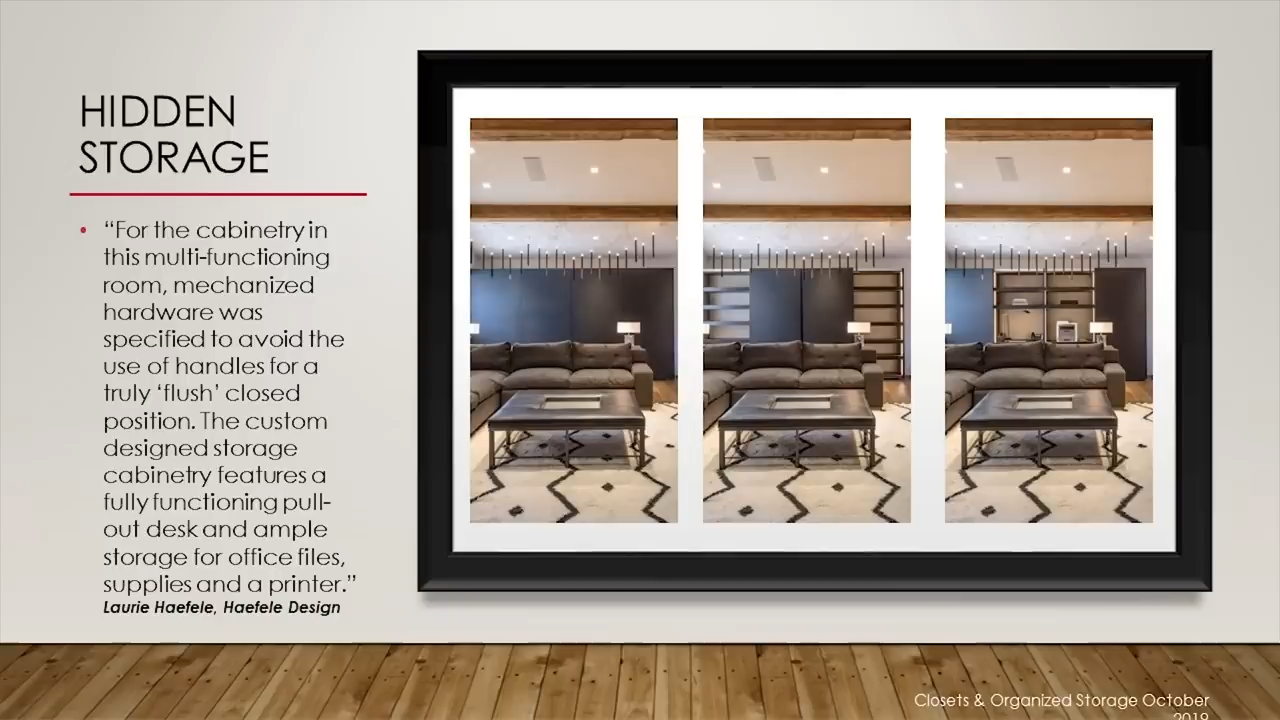 HIDDEN
STORAGE
• “For the cabinetry in
this multi-functioning
room, mechanized
hardware was
specified to avoid the
use of handles for a
truly ‘flush’ closed
position. The custom
designed storage
cabinetry features a
fully functioning pull-
out desk and ample
storage for office files,
supplies and a printer.”
Laurie Haefele, Haefele Design
Closets & Organized Storage October
2019